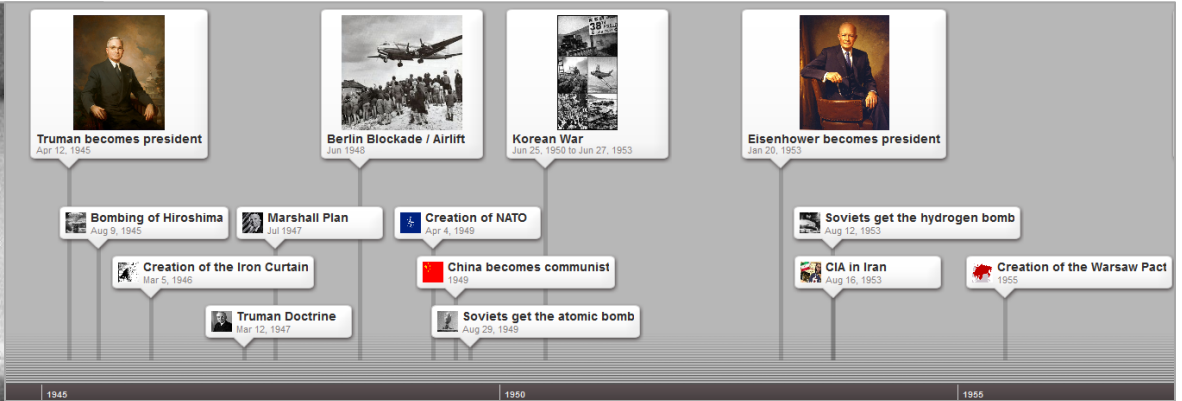 Truman becomes president
Apr 12, 1945
Berlin Blockade / Airlift
Jun 1948
38
Korean War
Jun 25, 1950 to Jun 27, 1953
Eisenhower becomes president
Jan 20, 1953
Bombing of Hiroshima
Aug 9, 1945
Marshall Plan
Jul 1947
Creation of NATO
Apr 4, 1949
Soviets get the hydrogen bomb
Aug 12, 1953
Creation of the Iron Curtain
Mar 5, 1946
China becomes communist
1949
CIA in Iran
Aug 16, 1953
Creation of the Warsaw Pact
1955
Truman Doctrine
Mar 12, 1947
Soviets get the atomic bomb
Aug 29, 1949
1945
1950
1955